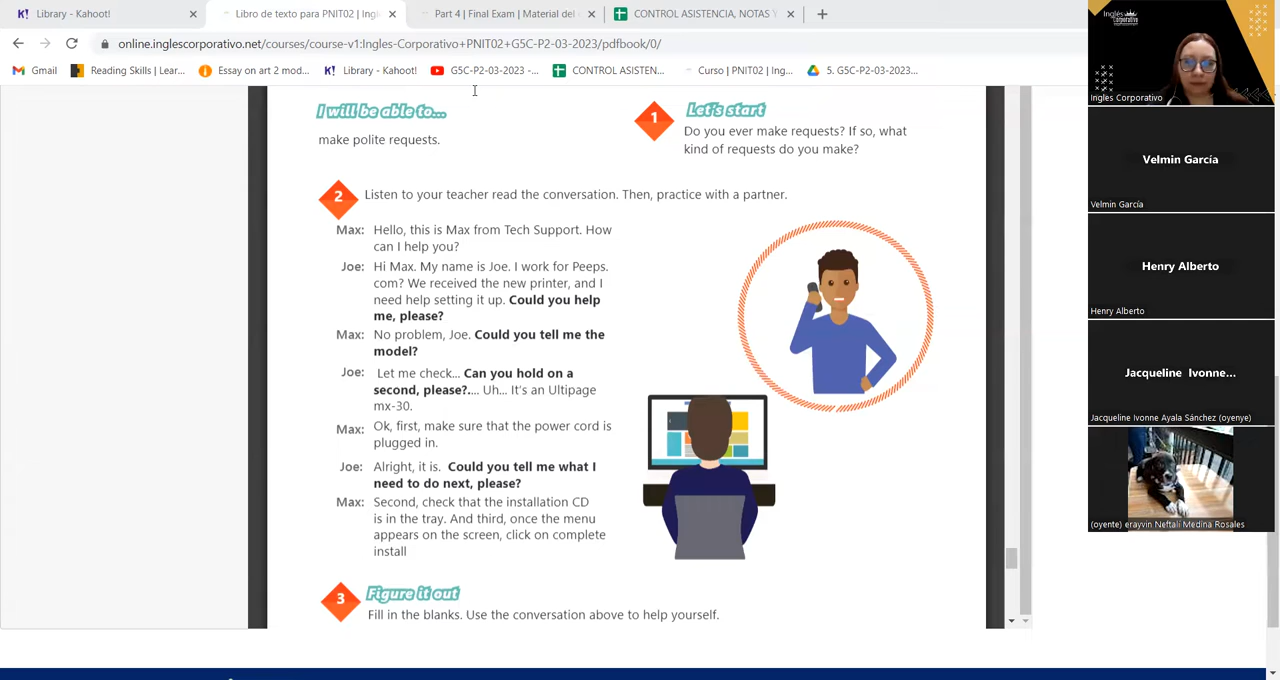 Library - Kahoot!
Libro de texto para PNIT02 | Ingl
Part 4 | Final Exam | Material del
CONTROL ASISTENCIA, NOTAS Y
online.inglescorporativo.net/courses/course-v1:Ingles-Corporativo+PNIT02+G5C-P2-03-2023/pdfbook/0/
Gmail
Reading Skills | Lear...
Essay on art 2 mod...
Library - Kahoot!
G5C-P2-03-2023 -...
CONTROL ASISTEN...
Curso | PNIT02 | Ing...
5. G5C-P2-03-2023...
I will be able to...
make polite requests.
1
Let's start
Do you ever make requests? If so, what
kind of requests do you make?
2
Listen to your teacher read the conversation. Then, practice with a partner.
Max: Hello, this is Max from Tech Support. How
can I help you?
Joe: Hi Max. My name is Joe. I work for Peeps.
com? We received the new printer, and I
need help setting it up. Could you help
me, please?
Max: No problem, Joe. Could you tell me the
model?
Joe: Let me check... Can you hold on a
second, please?.... Uh... It's an Ultipage
mx-30.
Max: Ok, first, make sure that the power cord is
plugged in.
Joe: Alright, it is. Could you tell me what I
need to do next, please?
Max: Second, check that the installation CD
is in the tray. And third, once the menu
appears on the screen, click on complete
install
3
Figure it out
Fill in the blanks. Use the conversation above to help yourself.
Inglés
Corporativo
Ingles Corporativo
Velmin García
Velmin García
Henry Alberto
Henry Alberto
Jacqueline Ivonne...
Jacqueline Ivonne Ayala Sánchez (oyenye)
(oyente) erayvin Neftali Medina Rosales